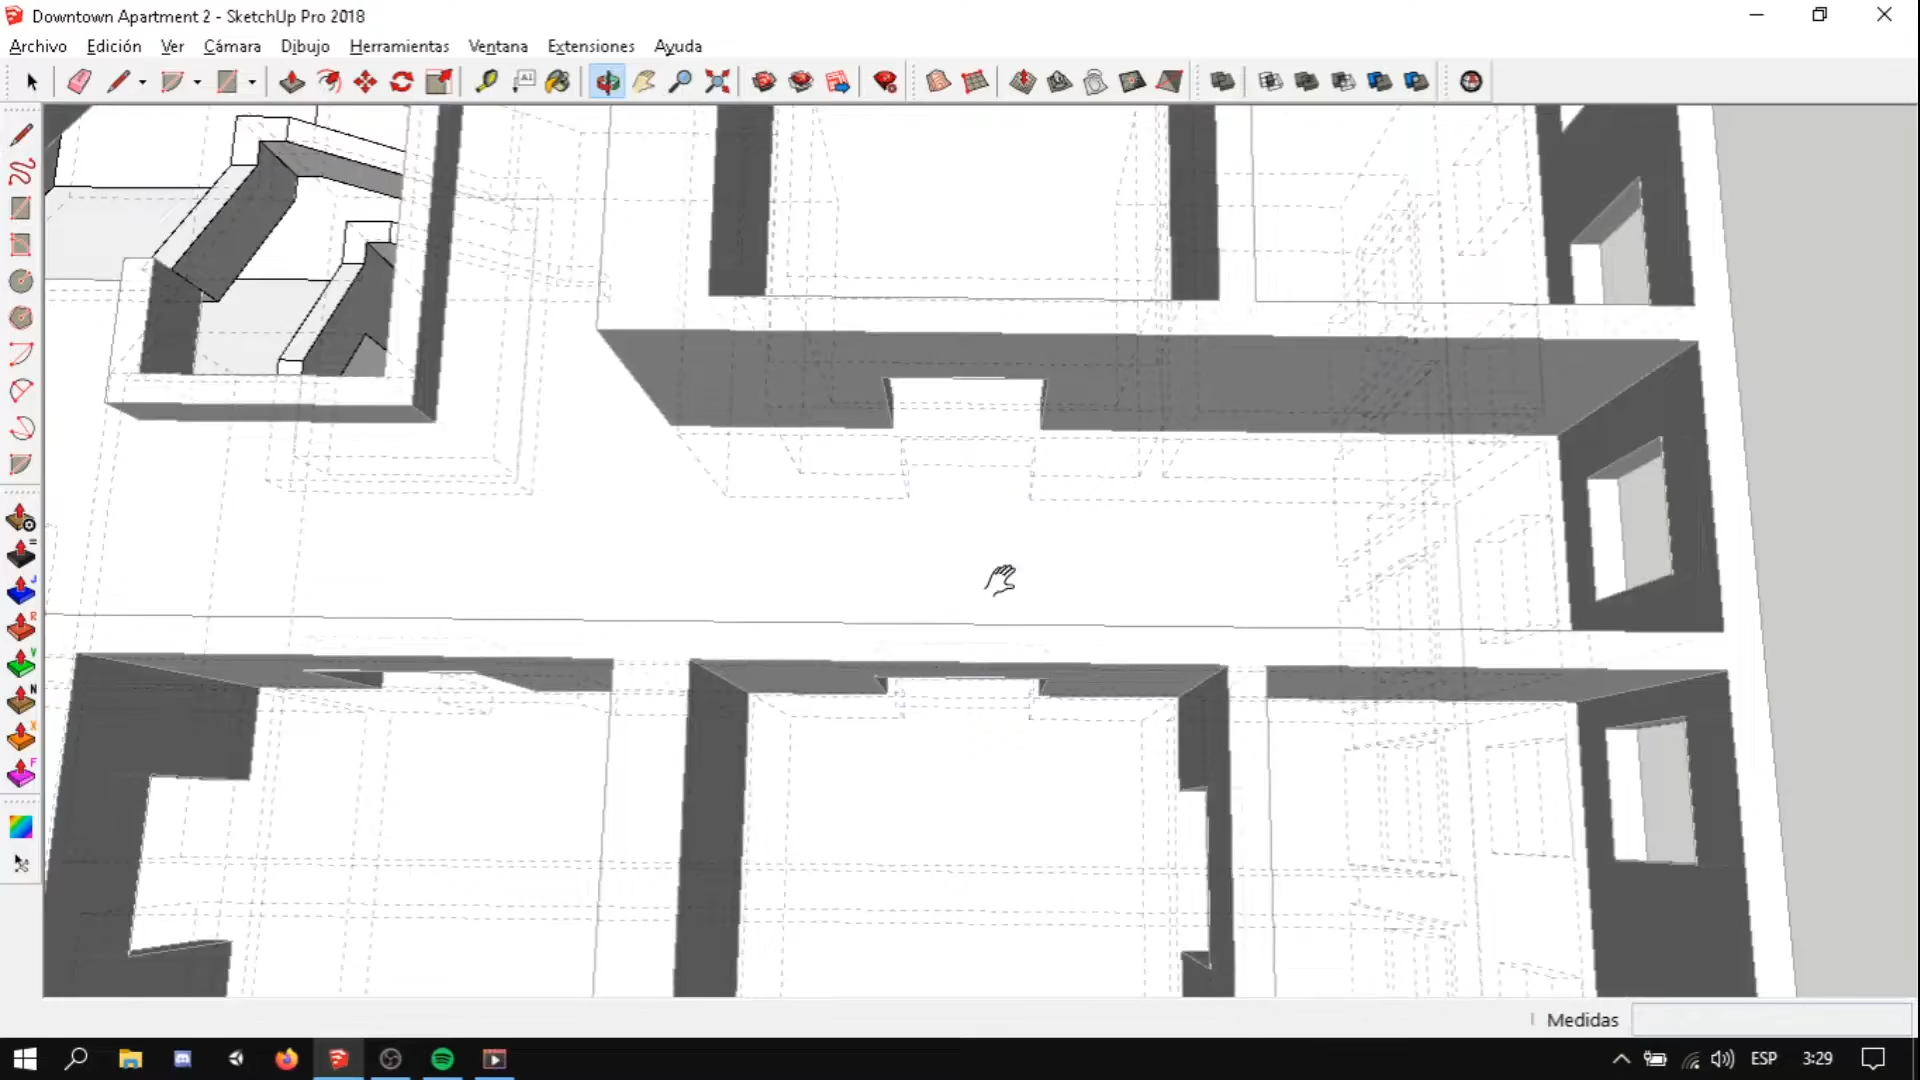 Downtown Apartment 2 - SketchUp Pro 2018
Archivo Edición Ver Cámara Dibujo Herramientas Ventana Extensiones Ayuda
A1
=
J
R
V
N
X
F
Medidas
ESP 3:29